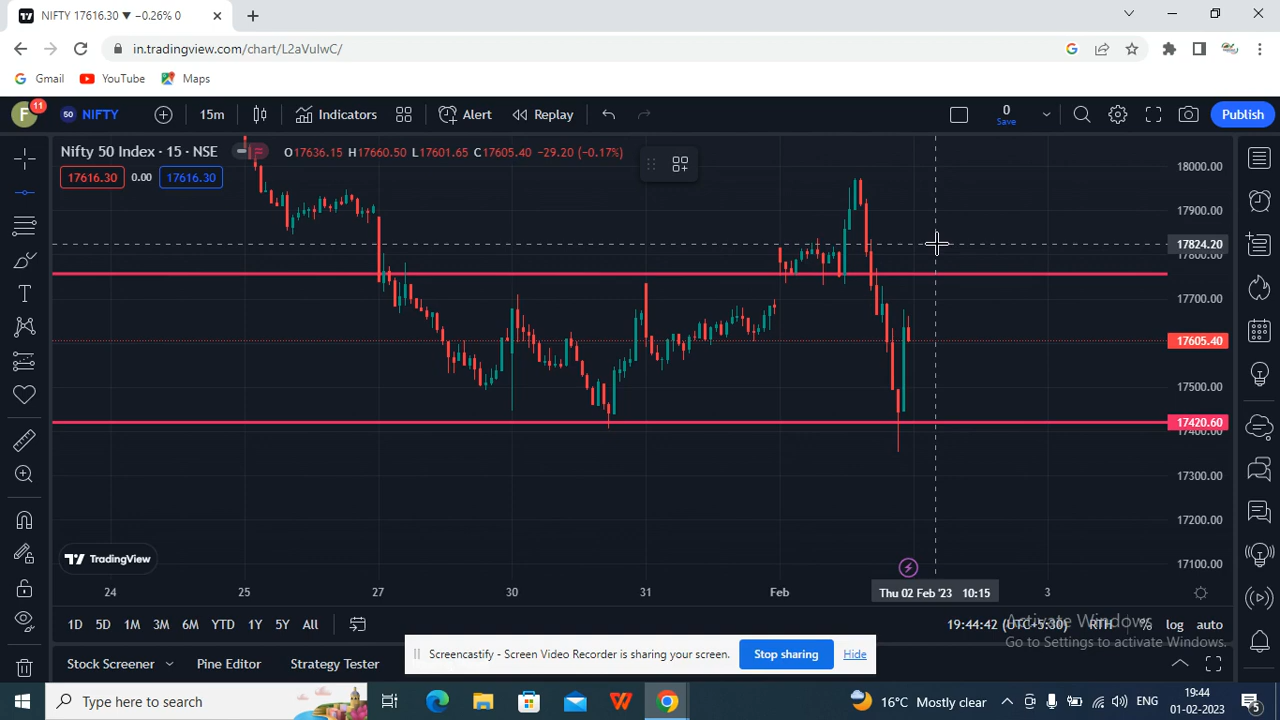 NIFTY 17616.30 ▼ −0.26% 0
in.tradingview.com/chart/L2aVulwC/
Gmail YouTube Maps
F 11 50 NIFTY 15m Indicators Alert Replay 0 Save Publish
Nifty 50 Index · 15 · NSE O17636.15 H17660.50 L17601.65 C17605.40 −29.20 (−0.17%)
17616.30 0.00 17616.30
18000.00
17900.00
17824.20
17800.00
17700.00
17605.40
17500.00
17420.60
17400.00
17300.00
17200.00
17100.00
TradingView
24 25 27 30 31 Feb Thu 02 Feb '23 10:15 3
1D 5D 1M 3M 6M YTD 1Y 5Y All 19:44:42 (UTC+5:30) RTH % log auto
Activate Windows
Go to Settings to activate Windows.
Screencastify - Screen Video Recorder is sharing your screen. Stop sharing Hide
Stock Screener Pine Editor Strategy Tester
Type here to search 16°C Mostly clear ENG 19:44
01-02-2023 5